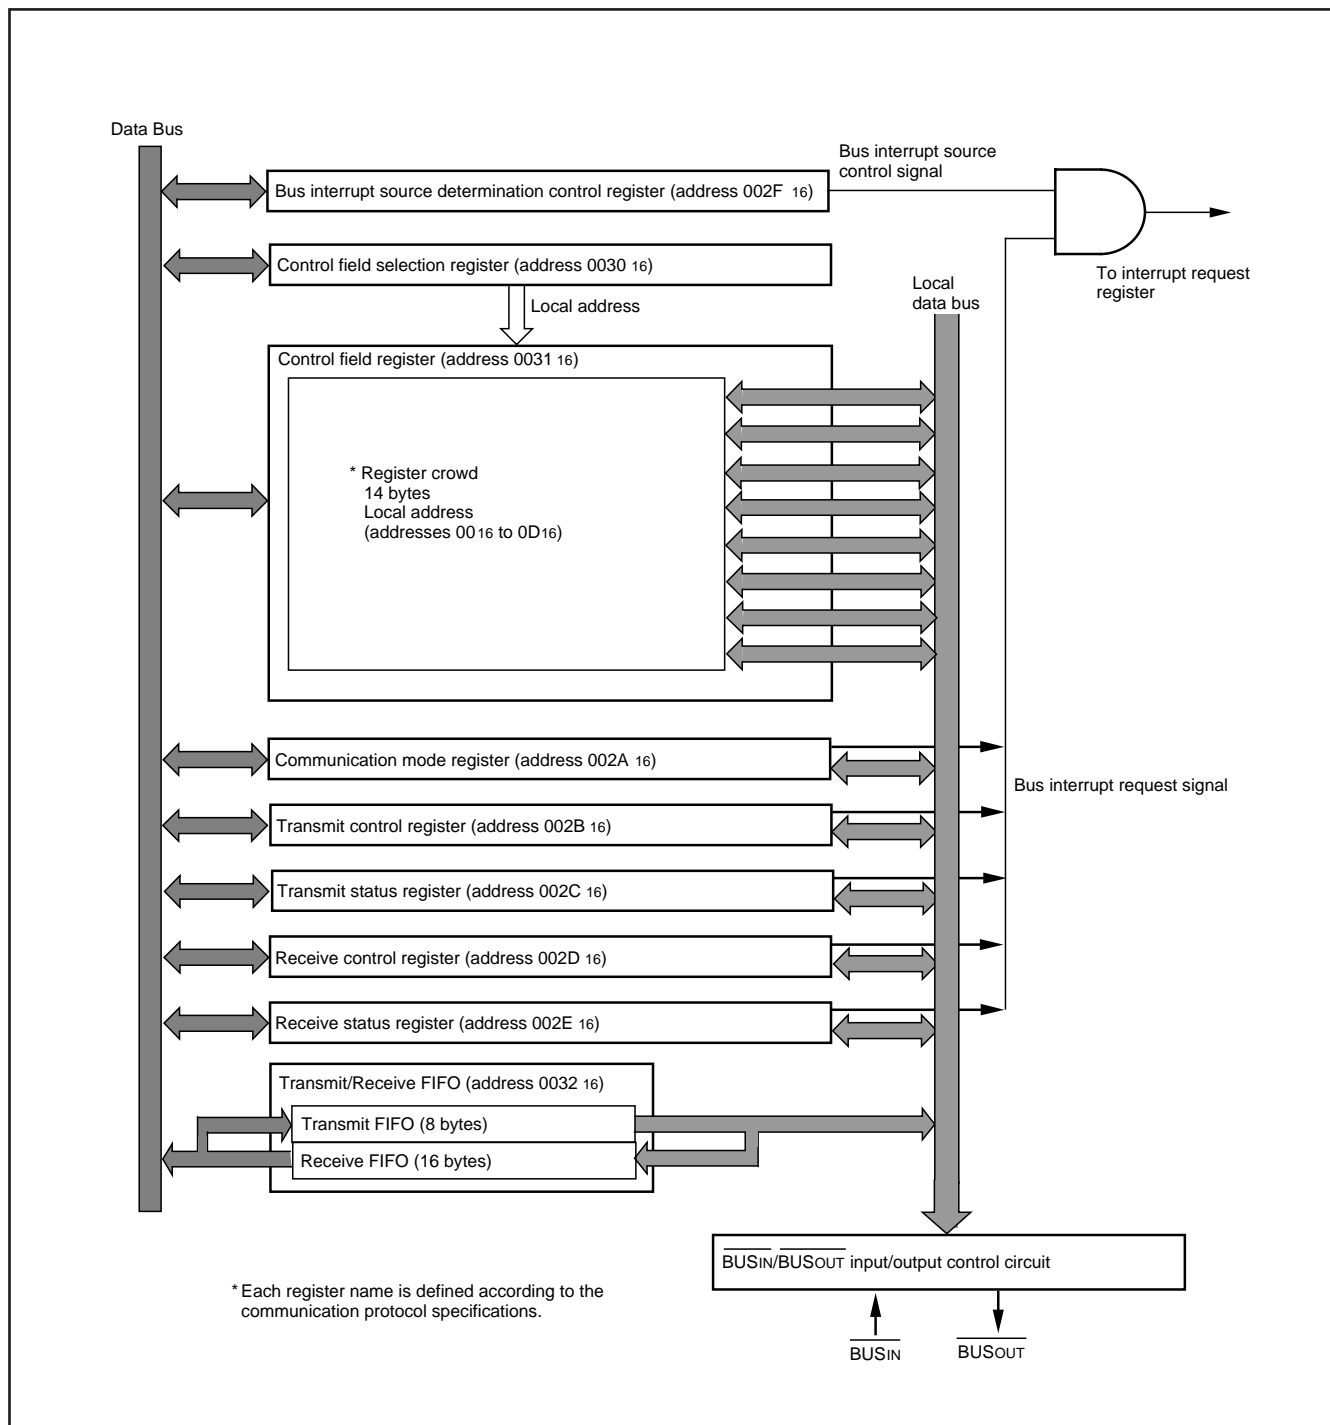 Data Bus
Bus interrupt source
control signal
Bus interrupt source determination control register (address 002F 16)
Control field selection register (address 0030 16)
To interrupt request
register
Local
data bus
Local address
Control field register (address 0031 16)
* Register crowd
14 bytes
Local address
(addresses 0016 to 0D16)
Communication mode register (address 002A 16)
Bus interrupt request signal
Transmit control register (address 002B 16)
Transmit status register (address 002C 16)
Receive control register (address 002D 16)
Receive status register (address 002E 16)
Transmit/Receive FIFO (address 0032 16)
Transmit FIFO (8 bytes)
Receive FIFO (16 bytes)
BUSIN/BUSOUT input/output control circuit
* Each register name is defined according to the
communication protocol specifications.
BUSIN
BUSOUT